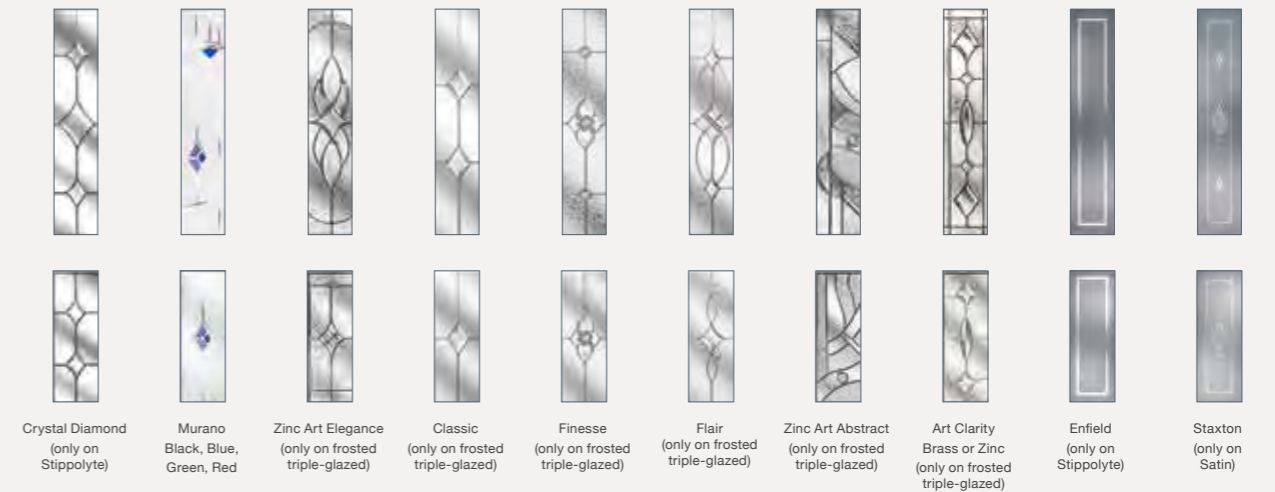 Crystal Diamond
(only on
Stippolyte)
Murano
Black, Blue,
Green, Red
Zinc Art Elegance
(only on frosted
triple-glazed)
Classic
(only on frosted
triple-glazed)
Finesse
(only on frosted
triple-glazed)
Flair
(only on frosted
triple-glazed)
Zinc Art Abstract
(only on frosted
triple-glazed)
Art Clarity
Brass or Zinc
(only on frosted
triple-glazed)
Enfield
(only on
Stippolyte)
Staxton
(only on
Satin)